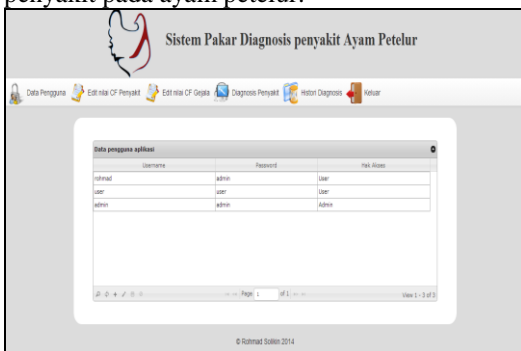 penyakit pada ayam petelur.
Sistem Pakar Diagnosis penyakit Ayam Petelur
Data Pengguna Edit nilai CF Penyakit Edit nilai CF Gejala Diagnosis Penyakit Histori Diagnosis Keluar
Data pengguna aplikasi
Username Password Hak Akses
rohmad admin User
user user User
admin admin Admin
Page 1 of 1 View 1 - 3 of 3
© Rohmad Solikin 2014